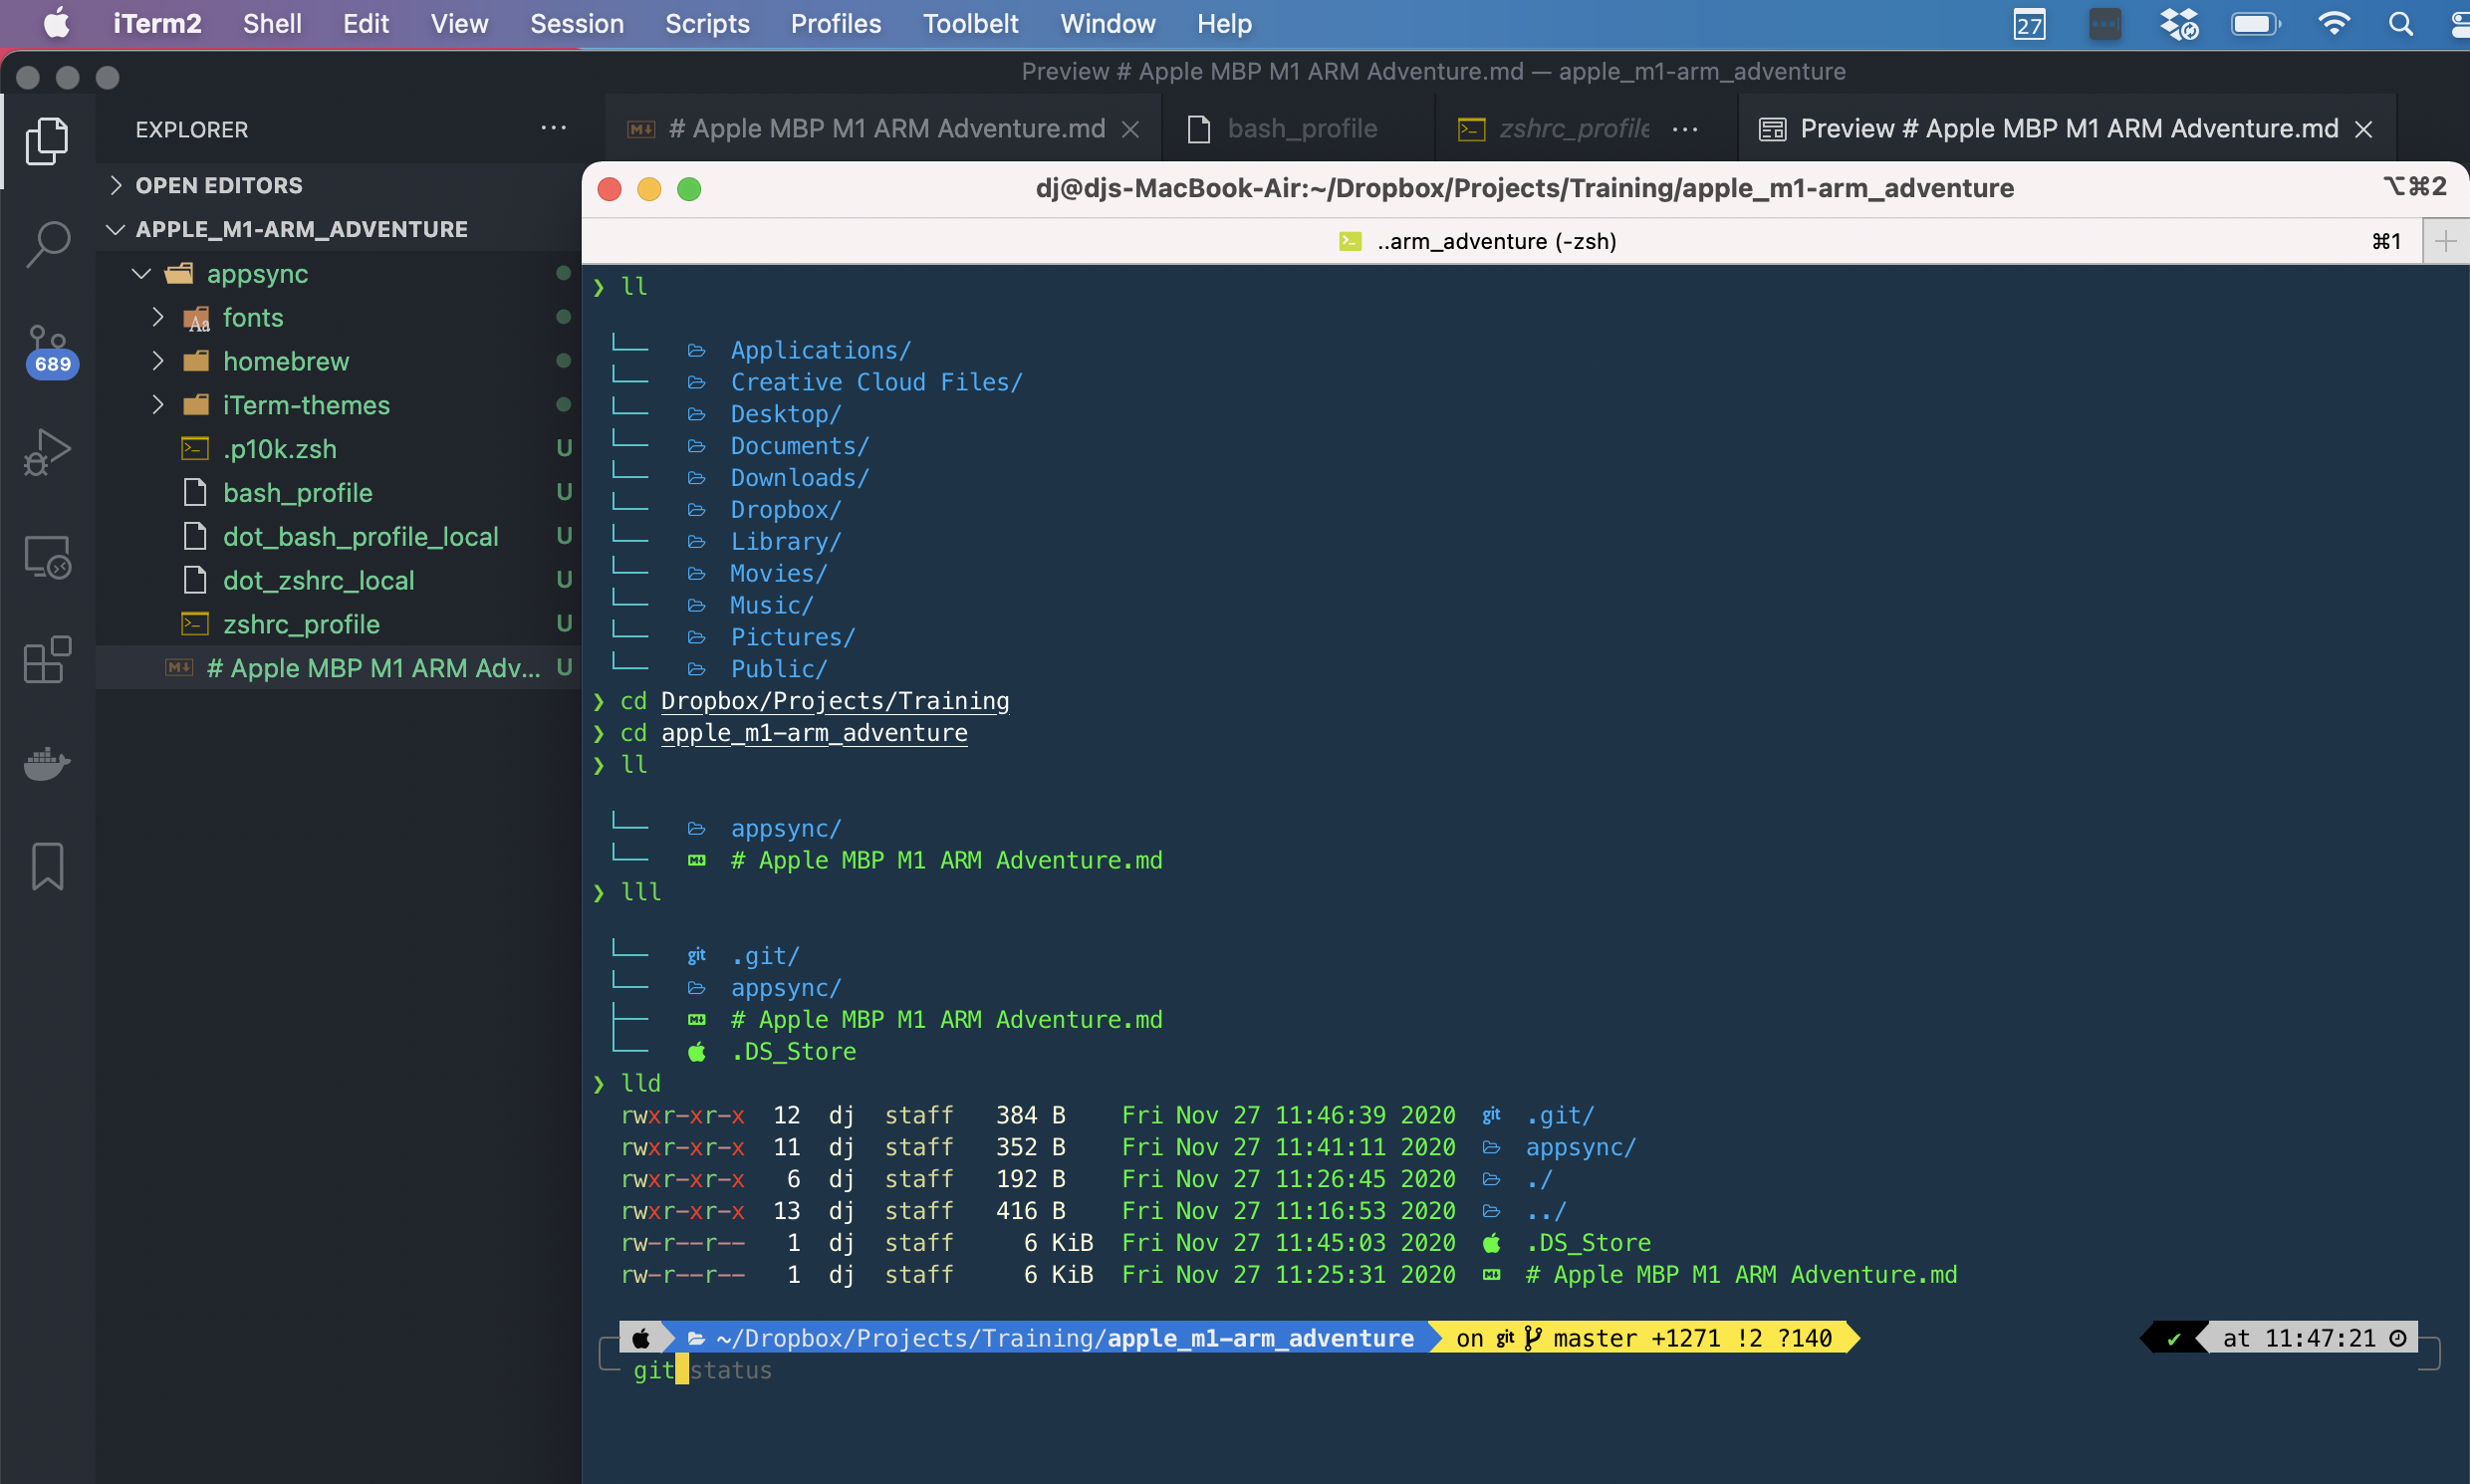 iTerm2 Shell Edit View Session Scripts Profiles Toolbelt Window Help 27
Preview # Apple MBP M1 ARM Adventure.md — apple_m1-arm_adventure
EXPLORER ···
# Apple MBP M1 ARM Adventure.md
bash_profile
zshrc_profile ···
Preview # Apple MBP M1 ARM Adventure.md
OPEN EDITORS
APPLE_M1-ARM_ADVENTURE
appsync
fonts
homebrew
iTerm-themes
.p10k.zsh U
bash_profile U
dot_bash_profile_local U
dot_zshrc_local U
zshrc_profile U
# Apple MBP M1 ARM Adv... U
689
dj@djs-MacBook-Air:~/Dropbox/Projects/Training/apple_m1-arm_adventure ⌥⌘2
..arm_adventure (-zsh) ⌘1
❯ ll
Applications/
Creative Cloud Files/
Desktop/
Documents/
Downloads/
Dropbox/
Library/
Movies/
Music/
Pictures/
Public/
❯ cd Dropbox/Projects/Training
❯ cd apple_m1-arm_adventure
❯ ll
appsync/
# Apple MBP M1 ARM Adventure.md
❯ lll
git .git/
appsync/
# Apple MBP M1 ARM Adventure.md
.DS_Store
❯ lld
rwxr-xr-x 12 dj staff 384 B Fri Nov 27 11:46:39 2020 git .git/
rwxr-xr-x 11 dj staff 352 B Fri Nov 27 11:41:11 2020 appsync/
rwxr-xr-x 6 dj staff 192 B Fri Nov 27 11:26:45 2020 ./
rwxr-xr-x 13 dj staff 416 B Fri Nov 27 11:16:53 2020 ../
rw-r--r-- 1 dj staff 6 KiB Fri Nov 27 11:45:03 2020 .DS_Store
rw-r--r-- 1 dj staff 6 KiB Fri Nov 27 11:25:31 2020 # Apple MBP M1 ARM Adventure.md
~/Dropbox/Projects/Training/apple_m1-arm_adventure on git master +1271 !2 ?140 ✔ at 11:47:21
git status